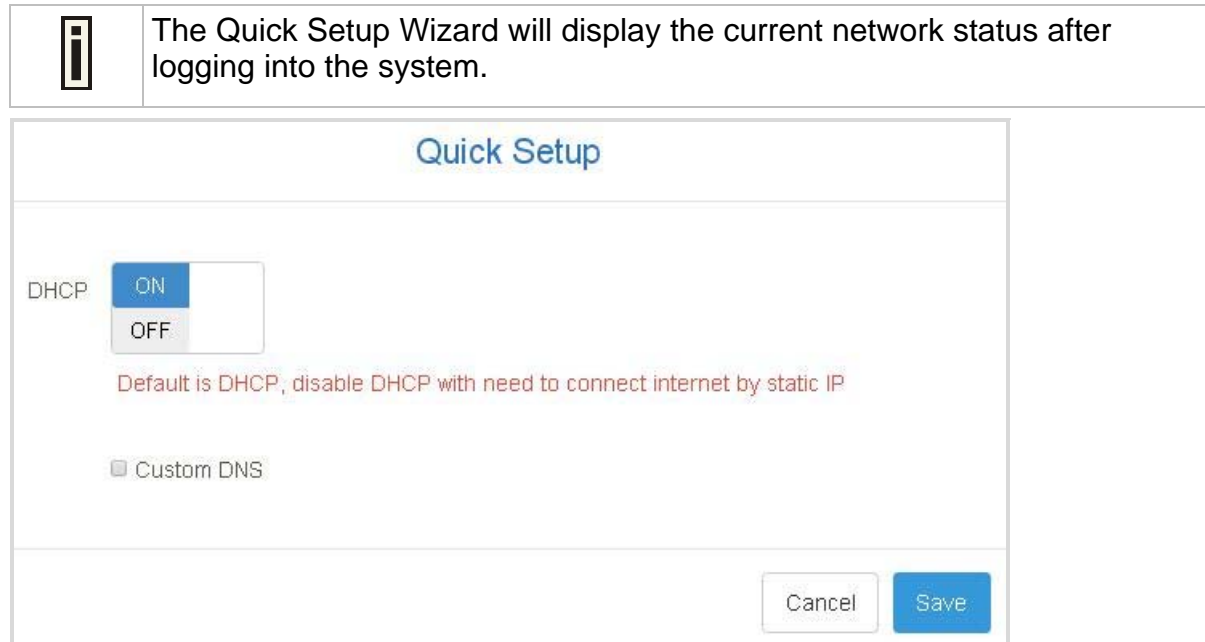 The Quick Setup Wizard will display the current network status after
logging into the system.
Quick Setup
DHCP
ON
OFF
Default is DHCP, disable DHCP with need to connect internet by static IP
Custom DNS
Cancel
Save